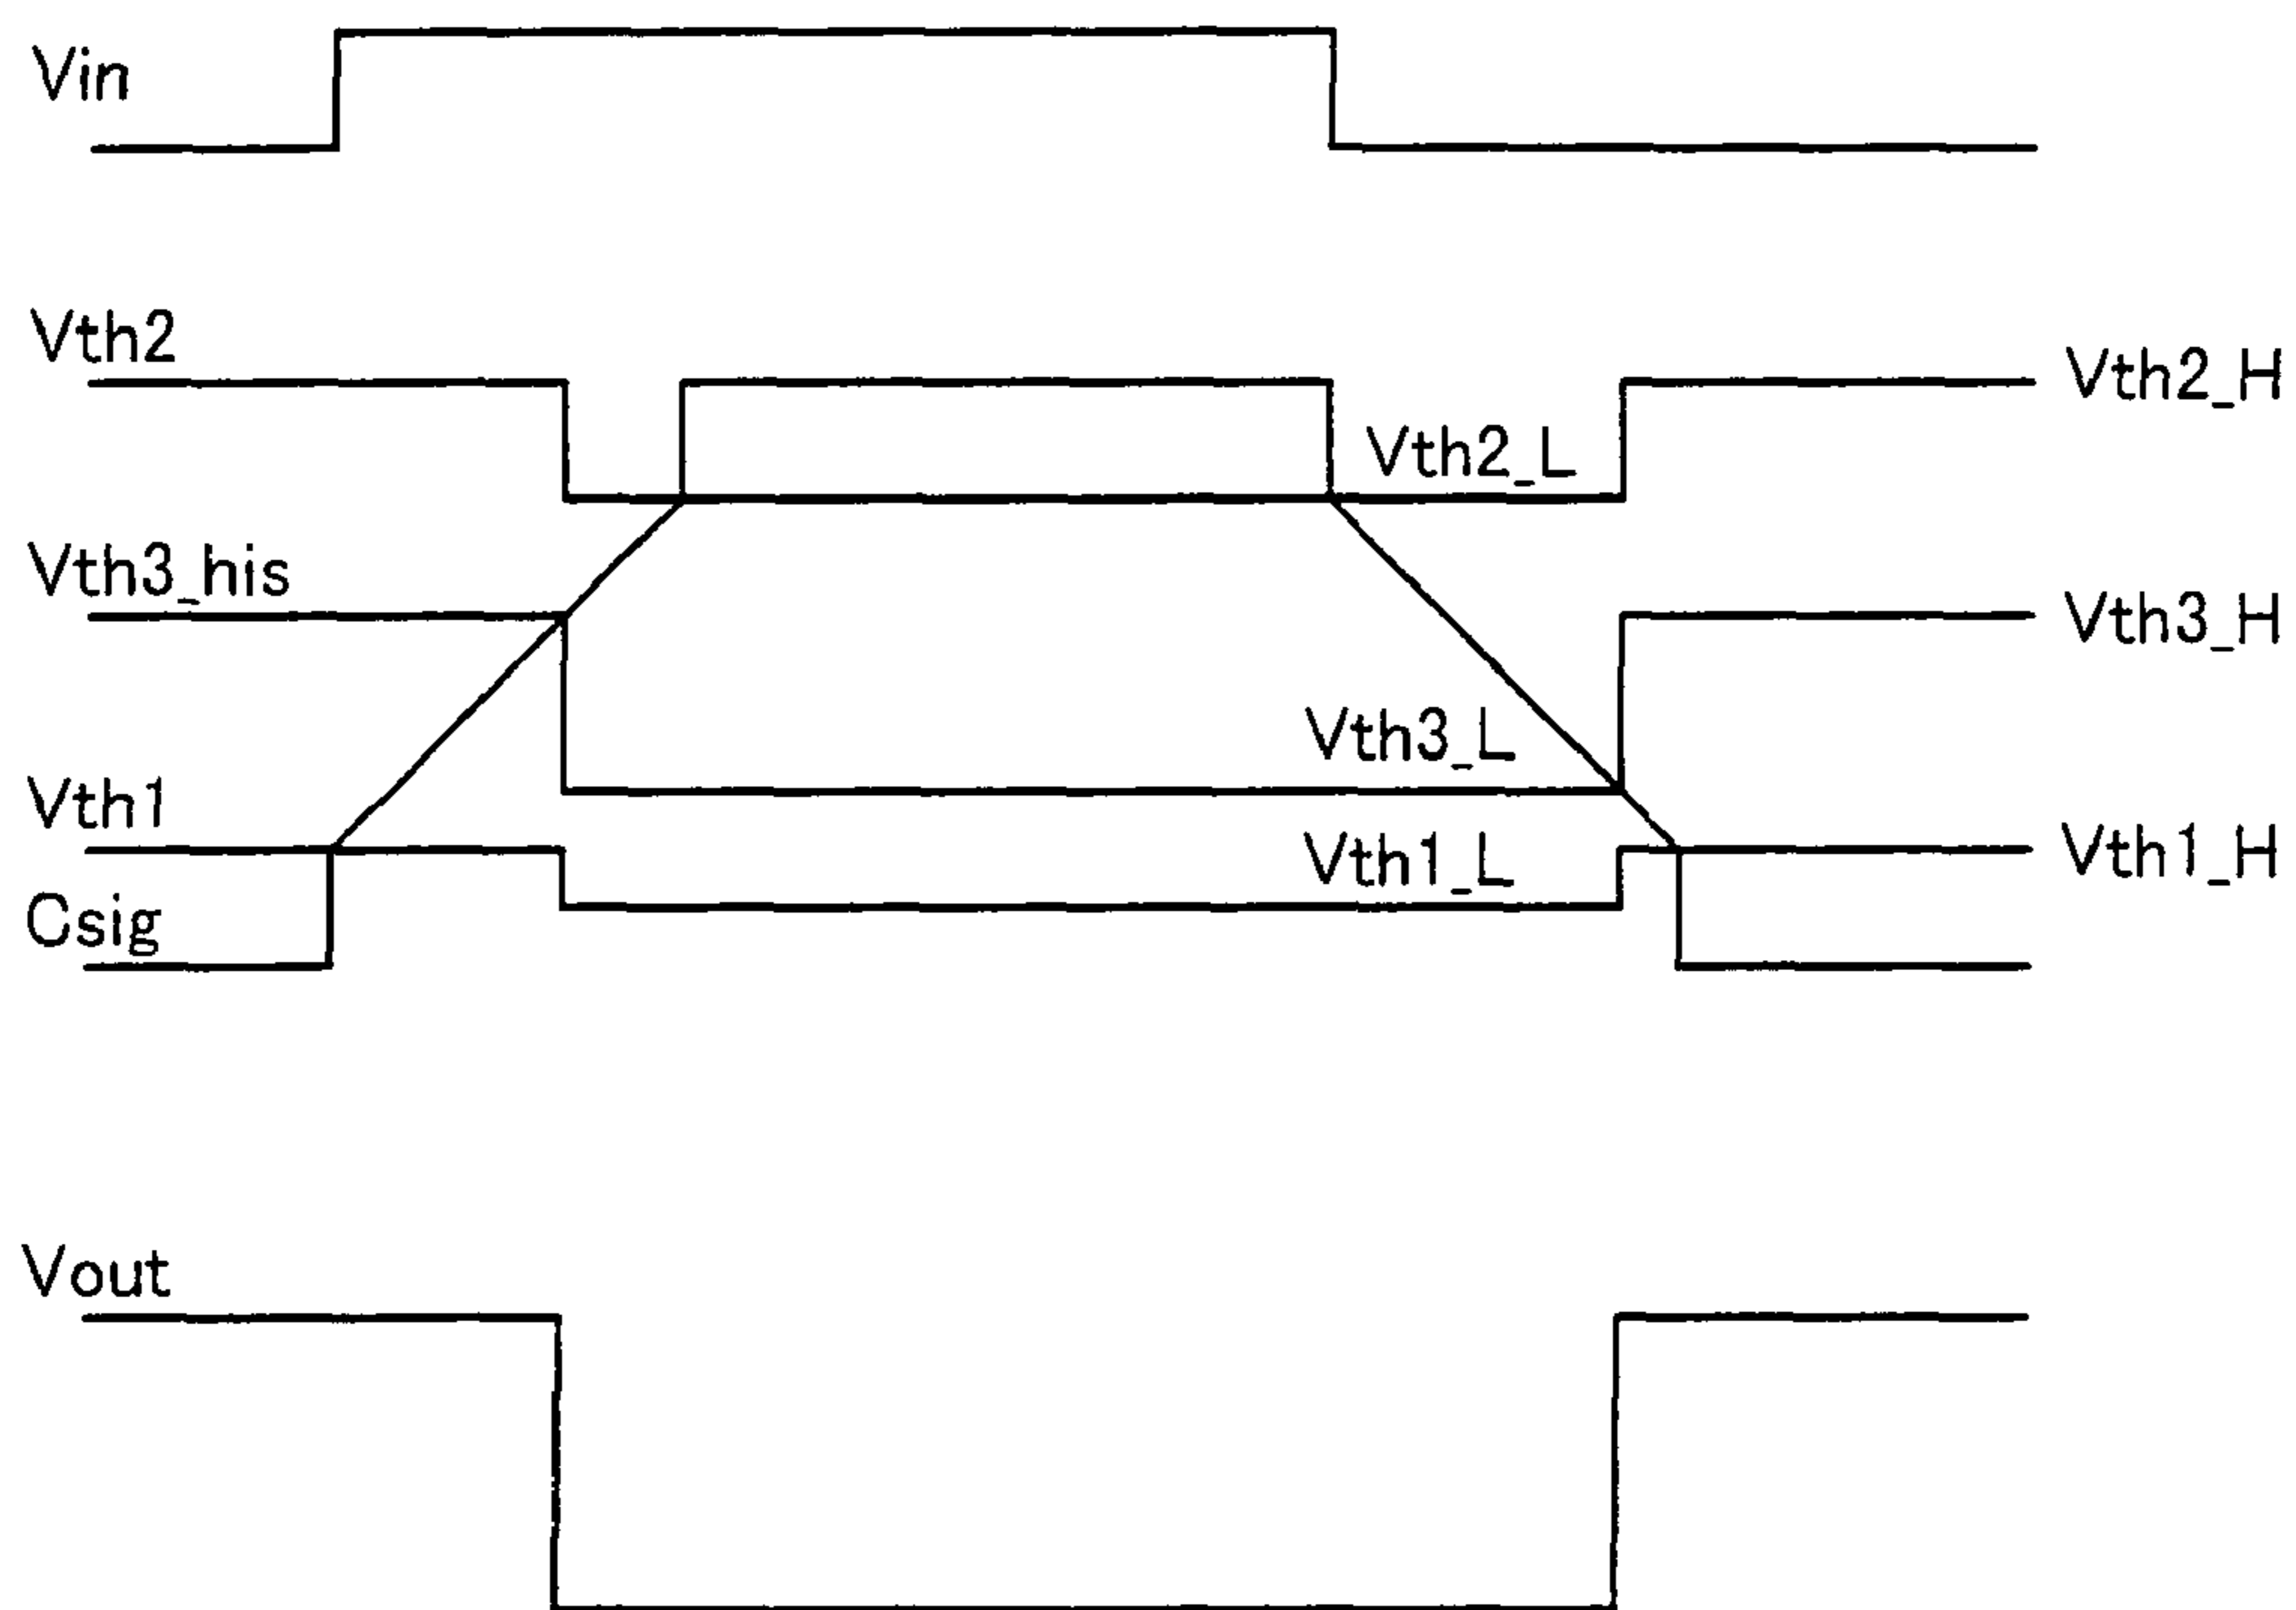 Vin
Vth2
Vth2_H
Vth2_L
Vth3_his
Vth3_H
Vth3_L
Vth1
Vth1_L
Vth1_H
Csig
Vout